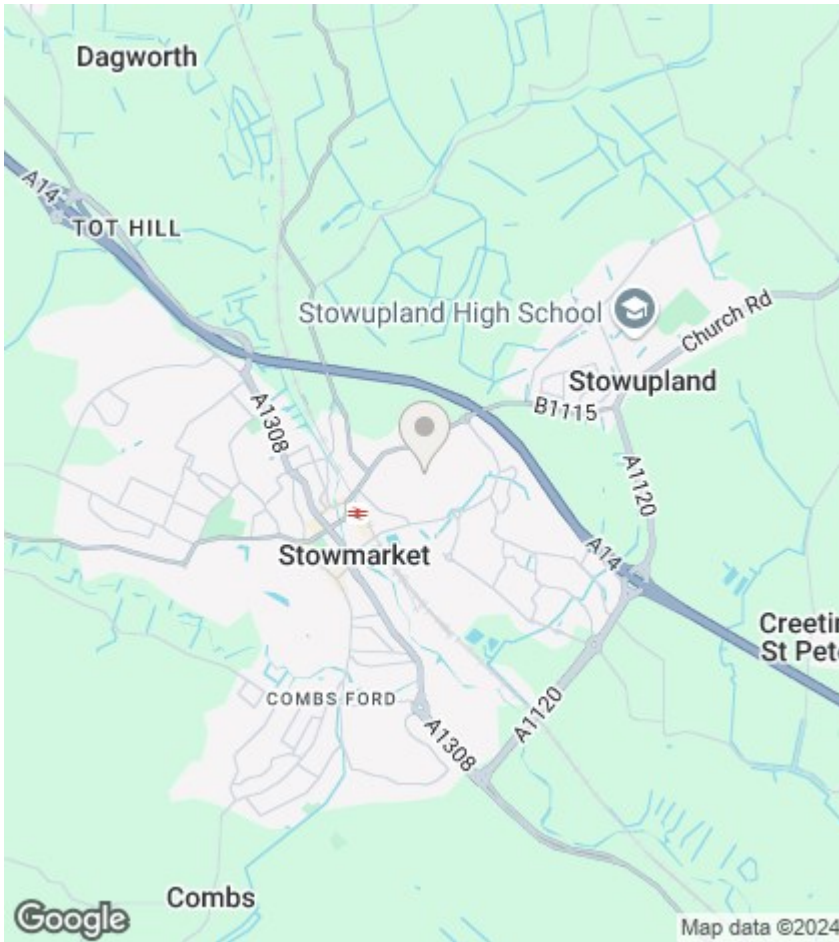 Dagworth
A14
TOT HILL
Stowupland High School
Church Rd
Stowupland
B1115
A1308
A1120
Stowmarket
A14
Creetin
St Pete
COMBS FORD
A1120
A1308
Combs
Google
Map data ©2024